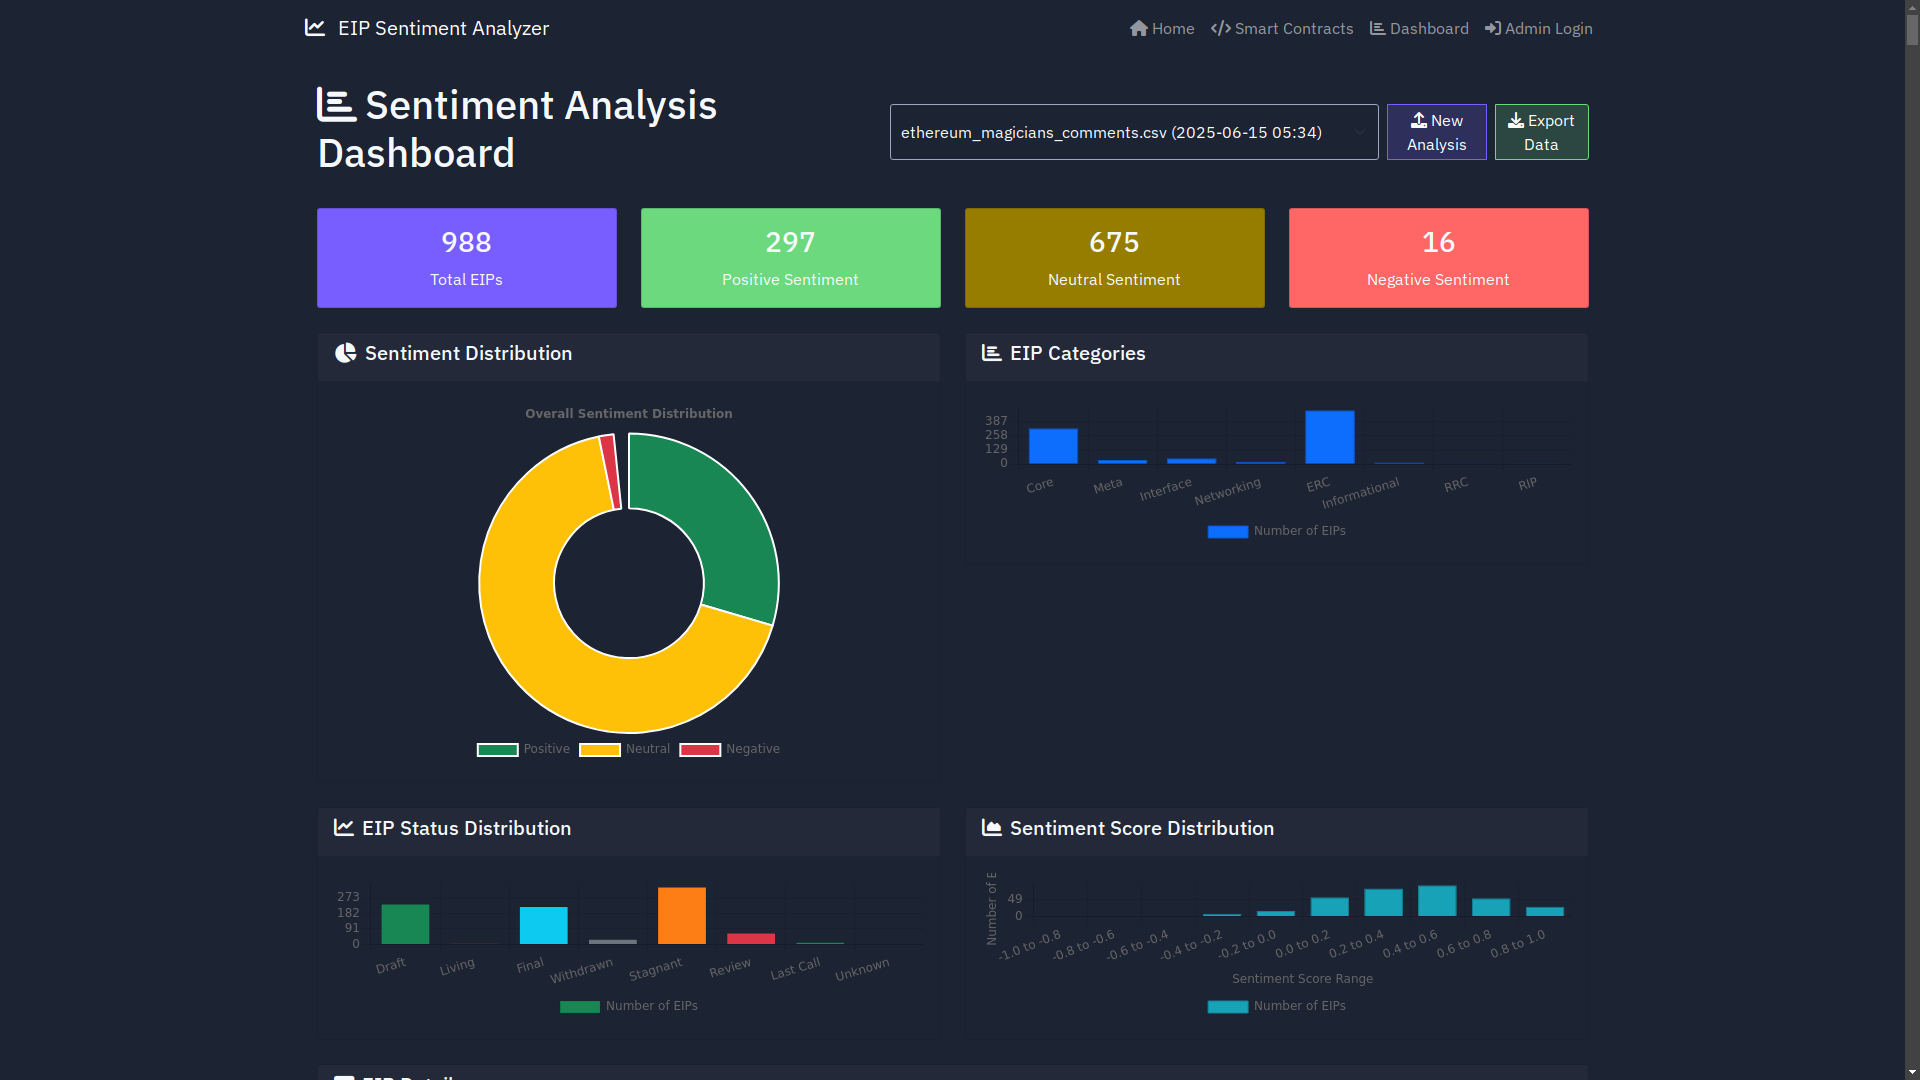 EIP Sentiment Analyzer
Home
Smart Contracts
Dashboard
Admin Login
Sentiment Analysis
Dashboard
ethereum_magicians_comments.csv (2025-06-15 05:34)
New
Analysis
Export
Data
988
Total EIPs
297
Positive Sentiment
675
Neutral Sentiment
16
Negative Sentiment
Sentiment Distribution
Overall Sentiment Distribution
Positive
Neutral
Negative
EIP Categories
387
258
129
0
Core
Meta
Interface
Networking
ERC
Informational
RRC
RIP
Number of EIPs
EIP Status Distribution
273
182
91
0
Draft
Living
Final
Withdrawn
Stagnant
Review
Last Call
Unknown
Number of EIPs
Sentiment Score Distribution
Number of E
49
0
-1.0 to -0.8
-0.8 to -0.6
-0.6 to -0.4
-0.4 to -0.2
-0.2 to 0.0
0.0 to 0.2
0.2 to 0.4
0.4 to 0.6
0.6 to 0.8
0.8 to 1.0
Sentiment Score Range
Number of EIPs